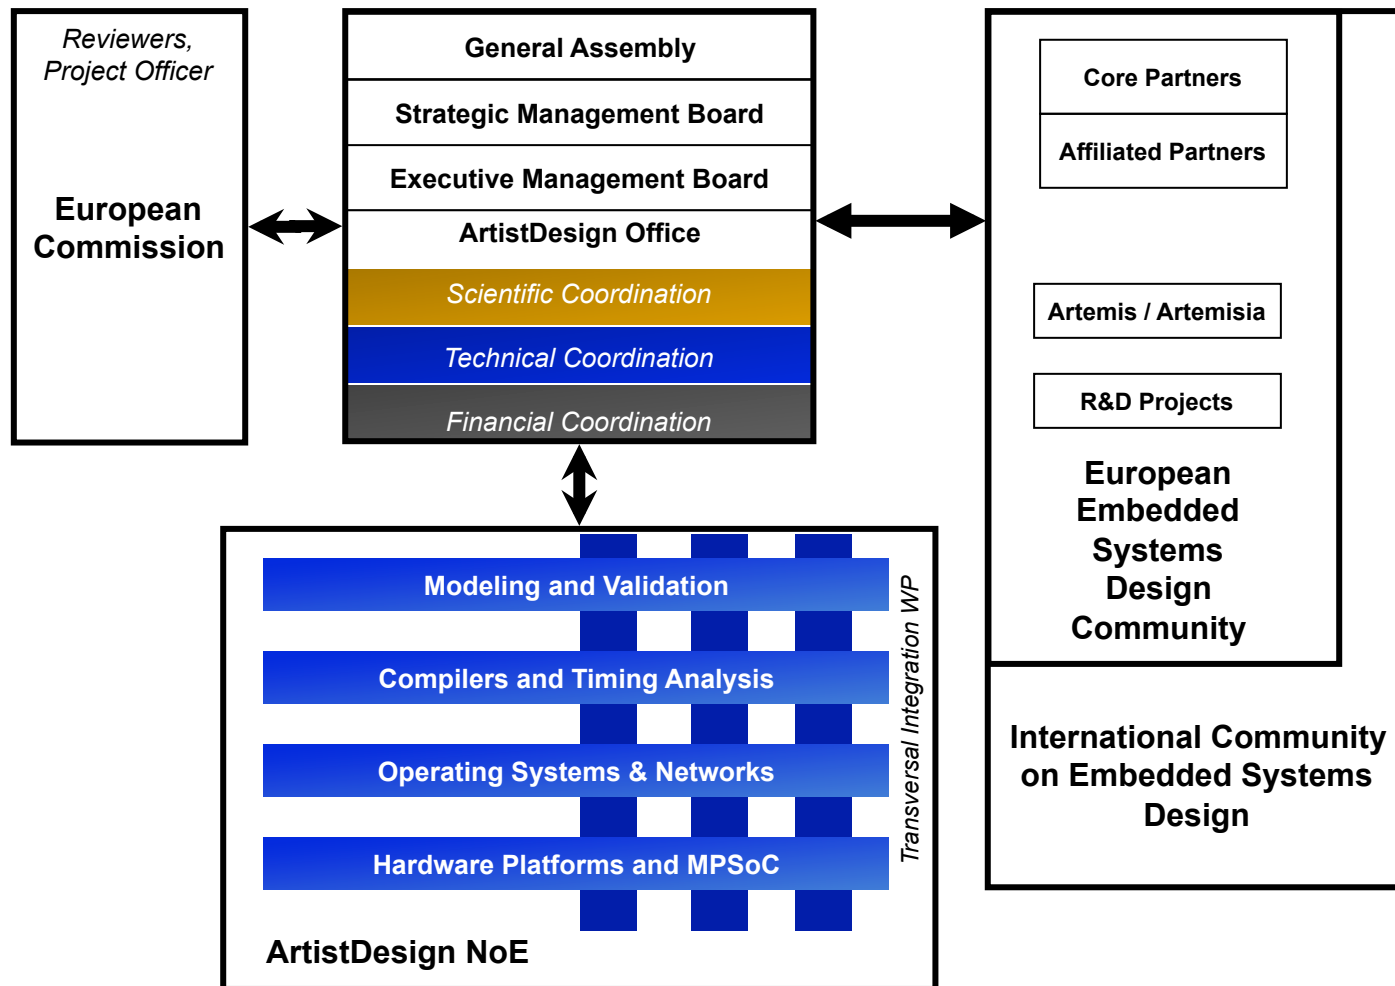 Reviewers,
Project Officer
European
Commission
General Assembly
Strategic Management Board
Executive Management Board
ArtistDesign Office
Scientific Coordination
Technical Coordination
Financial Coordination
Core Partners
Affiliated Partners
Artemis / Artemisia
R&D Projects
European
Embedded
Systems
Design
Community
International Community
on Embedded Systems
Design
Modeling and Validation
Compilers and Timing Analysis
Operating Systems & Networks
Hardware Platforms and MPSoC
Transversal Integration WP
ArtistDesign NoE